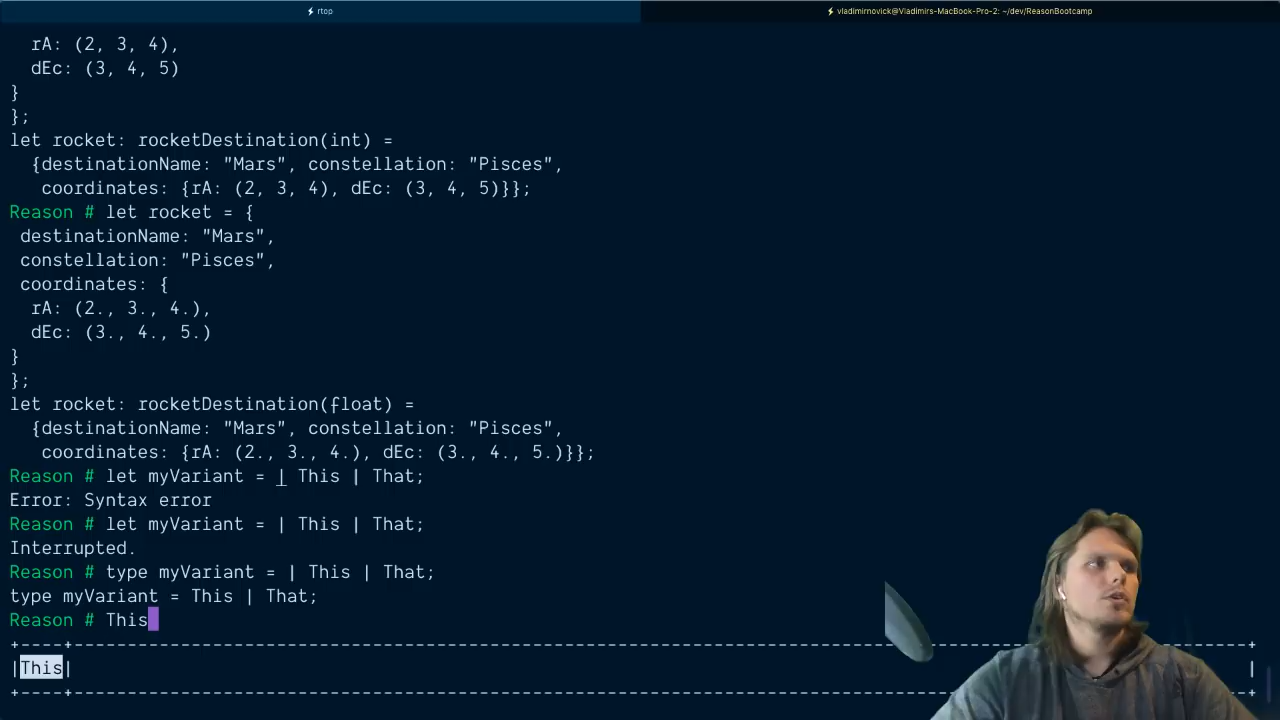 ⚡ rtop
⚡ vladimirnovick@Vladimirs-MacBook-Pro-2: ~/dev/ReasonBootcamp
rA: (2, 3, 4),
dEc: (3, 4, 5)
}
};
let rocket: rocketDestination(int) =
{destinationName: "Mars", constellation: "Pisces",
coordinates: {rA: (2, 3, 4), dEc: (3, 4, 5)}};
Reason # let rocket = {
destinationName: "Mars",
constellation: "Pisces",
coordinates: {
rA: (2., 3., 4.),
dEc: (3., 4., 5.)
}
};
let rocket: rocketDestination(float) =
{destinationName: "Mars", constellation: "Pisces",
coordinates: {rA: (2., 3., 4.), dEc: (3., 4., 5.)}};
Reason # let myVariant = | This | That;
Error: Syntax error
Reason # let myVariant = | This | That;
Interrupted.
Reason # type myVariant = | This | That;
type myVariant = This | That;
Reason # This
|This|